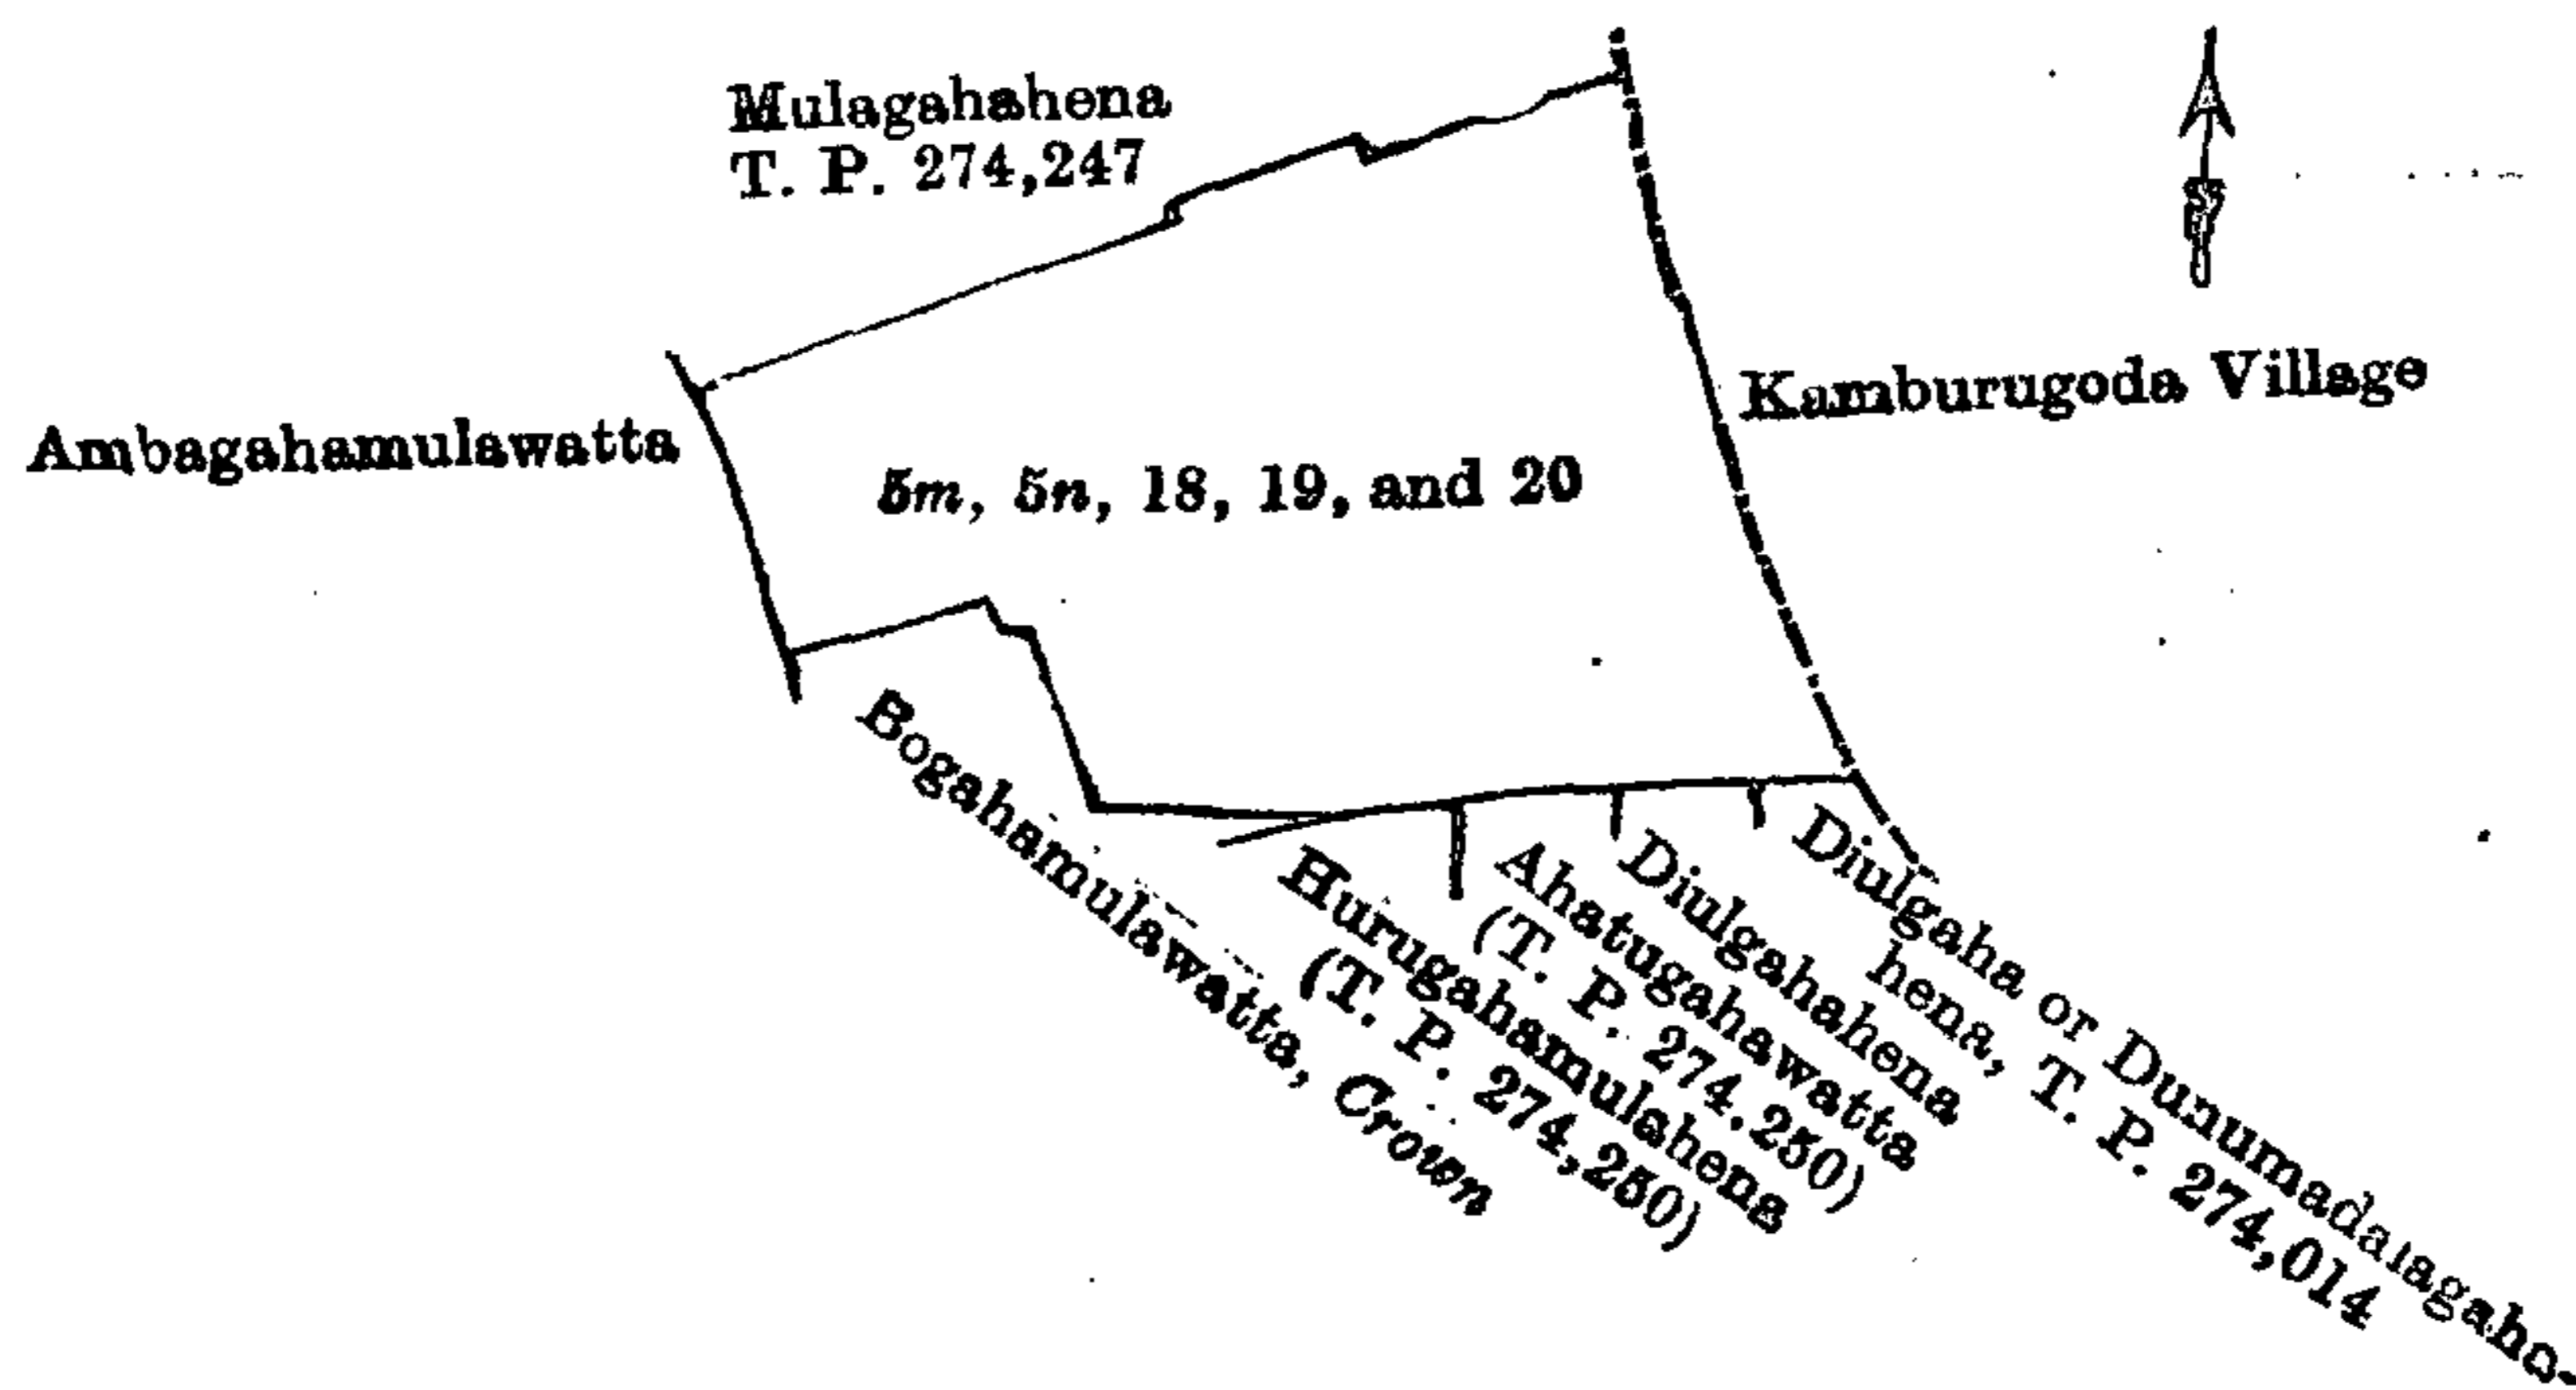 Mulagahahena
T. P. 274,247
Kamburugoda Village
Ambagahamulawatta
5m, 5n, 18, 19, and 20
Bogahamulawatta, Crown
Hurugahamulahena
(T. P. 274,250)
Ahatugahawatta
(T. P. 274.250)
Diulgahahena
Diulgaha or Dunumadalagaha-
hena, T. P. 274,014